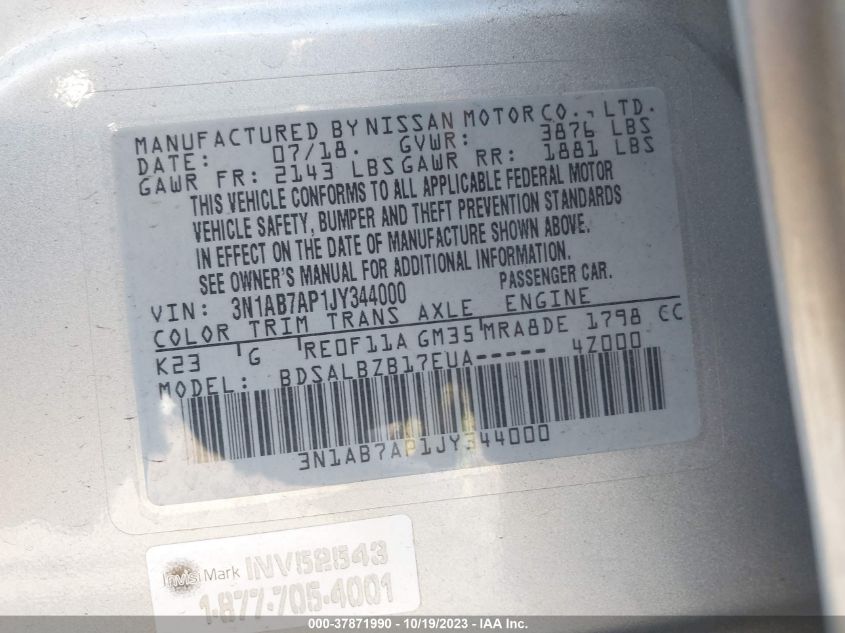 MANUFACTURED BY NISSAN MOTOR CO., LTD.
DATE: 07/18. GVWR: 3876 LBS
GAWR FR: 2143 LBS GAWR RR: 1881 LBS
THIS VEHICLE CONFORMS TO ALL APPLICABLE FEDERAL MOTOR
VEHICLE SAFETY, BUMPER AND THEFT PREVENTION STANDARDS
IN EFFECT ON THE DATE OF MANUFACTURE SHOWN ABOVE.
SEE OWNER'S MANUAL FOR ADDITIONAL INFORMATION.
VIN: 3N1AB7AP1JY344000 PASSENGER CAR.
COLOR TRIM TRANS AXLE ENGINE
K23 G RE0F11A GM35 MRA8DE 1798 CC
MODEL: BDSALBZB17EUA----- 4Z000
3N1AB7AP1JY344000
InvisiMark INV52543
1-877-705-4001
000-37871990 - 10/19/2023 - IAA Inc.